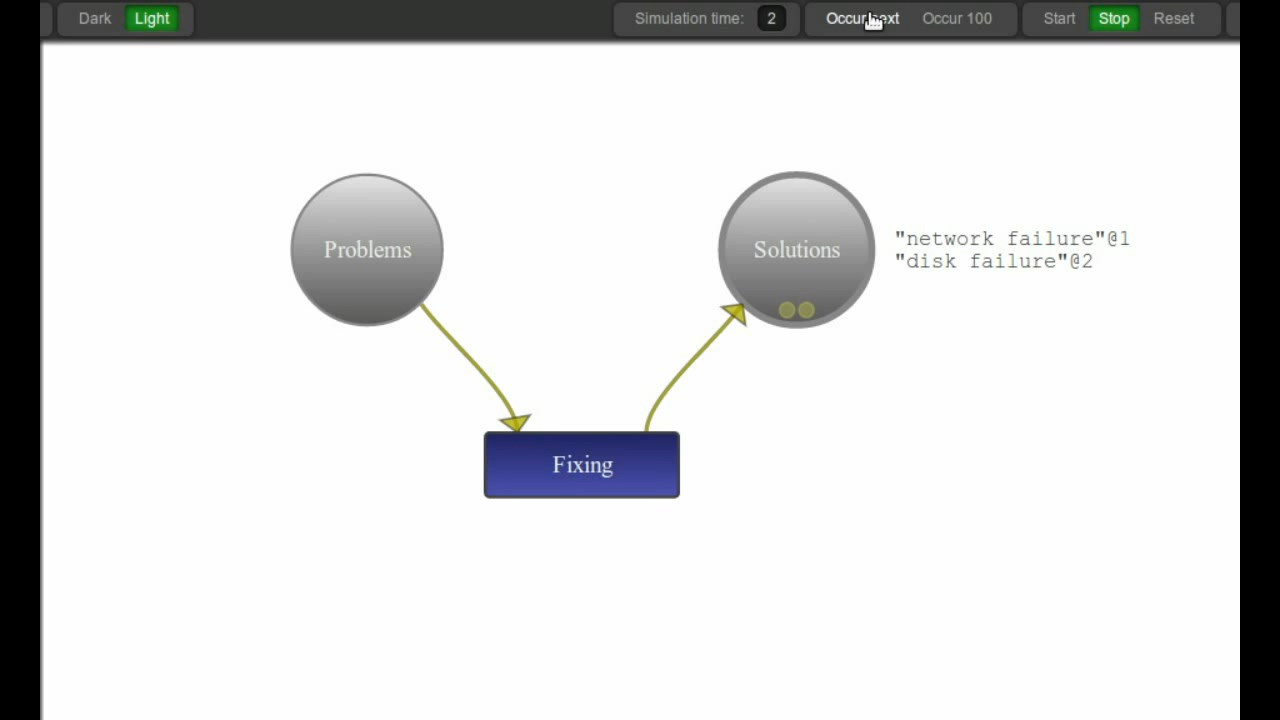 Dark Light Simulation time: 2 Occur next Occur 100 Start Stop Reset
Problems
Solutions
"network failure"@1
"disk failure"@2
Fixing